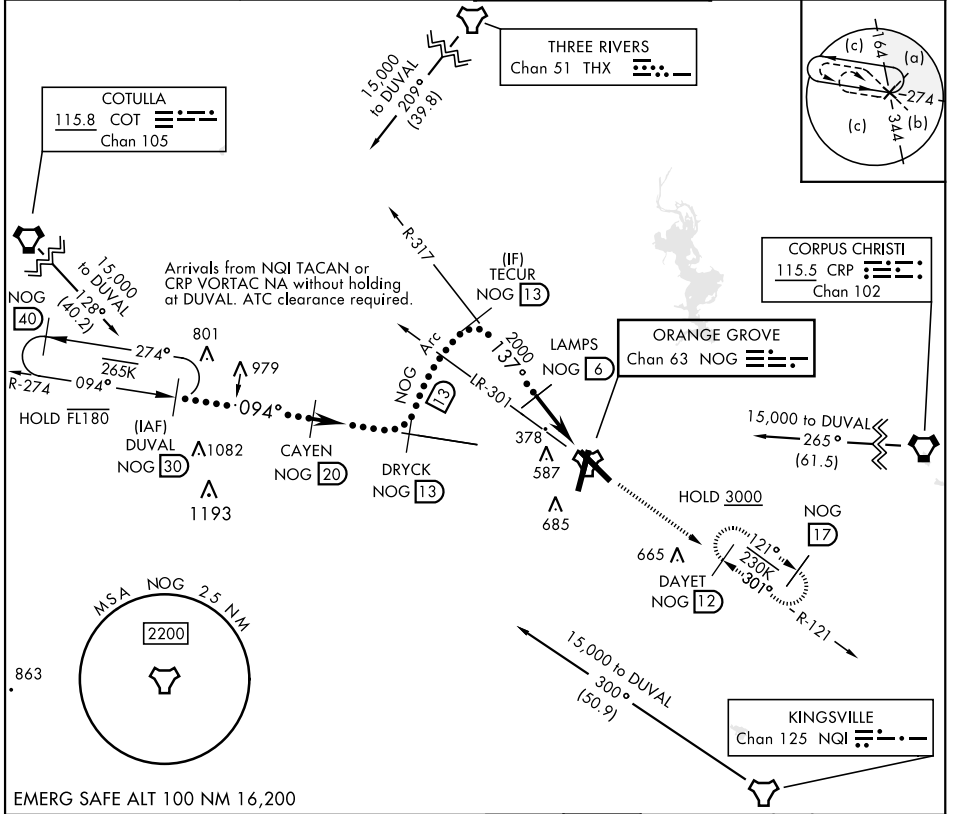 THREE RIVERS
Chan 51 THX
15,000
to DUVAL
209°
(39.8)
(c)
164
(a)
274
(b)
344
(c)
COTULLA
115.8 COT
Chan 105
15,000
to DUVAL
128°
(40.2)
Arrivals from NQI TACAN or
CRP VORTAC NA without holding
at DUVAL. ATC clearance required.
R-317
(IF)
TECUR
NOG 13
CORPUS CHRISTI
115.5 CRP
Chan 102
NOG
40
274°
265K
094°
R-274
HOLD FL180
801
979
094°
(IAF)
DUVAL
NOG 30
1082
1193
CAYEN
NOG 20
DRYCK
NOG 13
NOG
13
Arc
2000
137°
LR-301
LAMPS
NOG 6
ORANGE GROVE
Chan 63 NOG
378
587
685
15,000 to DUVAL
265°
(61.5)
HOLD 3000
NOG
17
665
121°
230K
301°
DAYET
NOG 12
R-121
MSA NOG 25 NM
2200
863
15,000 to DUVAL
300°
(50.9)
KINGSVILLE
Chan 125 NQI
EMERG SAFE ALT 100 NM 16,200